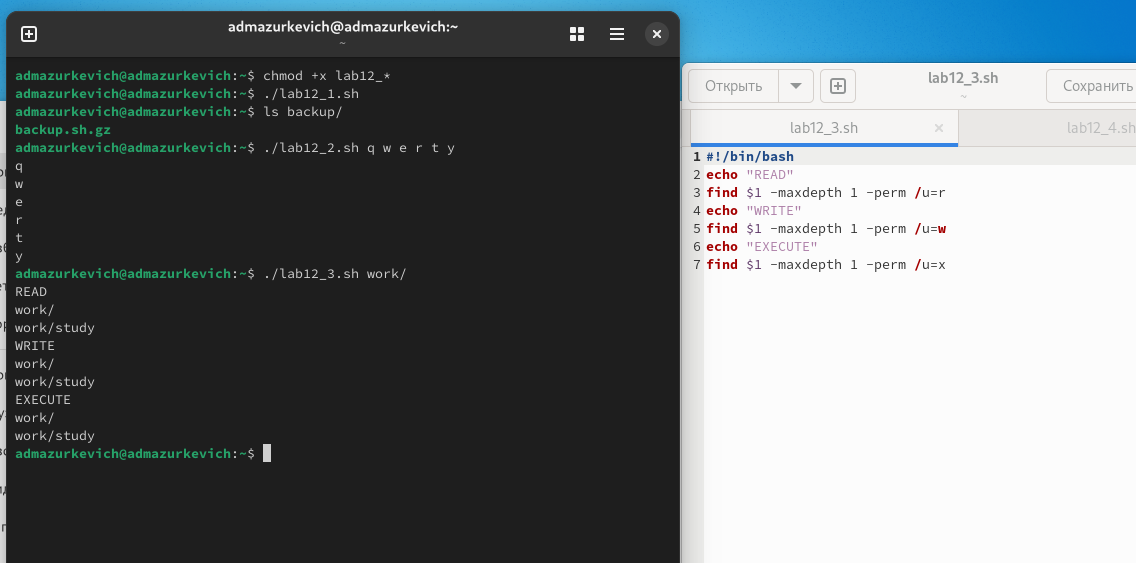 admazurkevich@admazurkevich:~
~
admazurkevich@admazurkevich:~$ chmod +x lab12_*
admazurkevich@admazurkevich:~$ ./lab12_1.sh
admazurkevich@admazurkevich:~$ ls backup/
backup.sh.gz
admazurkevich@admazurkevich:~$ ./lab12_2.sh q w e r t y
q
w
e
r
t
y
admazurkevich@admazurkevich:~$ ./lab12_3.sh work/
READ
work/
work/study
WRITE
work/
work/study
EXECUTE
work/
work/study
admazurkevich@admazurkevich:~$
Открыть
lab12_3.sh
~
Сохранить
lab12_3.sh
lab12_4.sh
1 #!/bin/bash
2 echo "READ"
3 find $1 -maxdepth 1 -perm /u=r
4 echo "WRITE"
5 find $1 -maxdepth 1 -perm /u=w
6 echo "EXECUTE"
7 find $1 -maxdepth 1 -perm /u=x